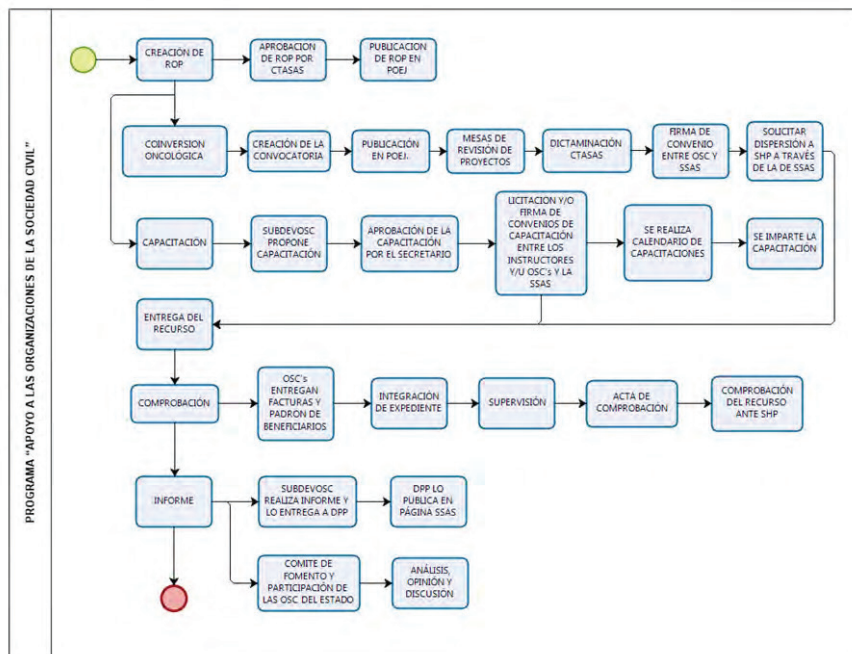 PROGRAMA "APOYO A LAS ORGANIZACIONES DE LA SOCIEDAD CIVIL"
CREACIÓN DE
ROP
APROBACION
DE ROP POR
CTASAS
PUBLICACION
DE ROP EN
POEJ
COINVERSION
ONCOLÓGICA
CREACIÓN DE LA
CONVOCATORIA
PUBLICACIÓN
EN POEJ.
MESAS DE
REVISIÓN DE
PROYECTOS
DICTAMINACIÓN
CTASAS
FIRMA DE
CONVENIO
ENTRE OSC Y
SSAS
SOLICITAR
DISPERSIÓN A
SHP A TRAVÉS
DE LA DE SSAS
CAPACITACIÓN
SUBDEVOSC
PROPONE
CAPACITACIÓN
APROBACIÓN DE LA
CAPACITACIÓN
POR EL SECRETARIO
LICITACION Y/O
FIRMA DE
CONVENIOS DE
CAPACITACIÓN
ENTRE LOS
INSTRUCTORES
Y/U OSC's Y LA
SSAS
SE REALIZA
CALENDARIO DE
CAPACITACIONES
SE IMPARTE LA
CAPACITACIÓN
ENTREGA DEL
RECURSO
COMPROBACIÓN
OSC's
ENTREGAN
FACTURAS Y
PADRON DE
BENEFICIARIOS
INTEGRACIÓN
DE EXPEDIENTE
SUPERVISIÓN
ACTA DE
COMPROBACIÓN
COMPROBACIÓN
DEL RECURSO
ANTE SHP
INFORME
SUBDEVOSC
REALIZA INFORME Y
LO ENTREGA A DPP
DPP LO
PUBLICA EN
PÁGINA SSAS
COMITE DE
FOMENTO Y
PARTICIPACIÓN DE
LAS OSC DEL ESTADO
ANÁLISIS,
OPINIÓN Y
DISCUSIÓN